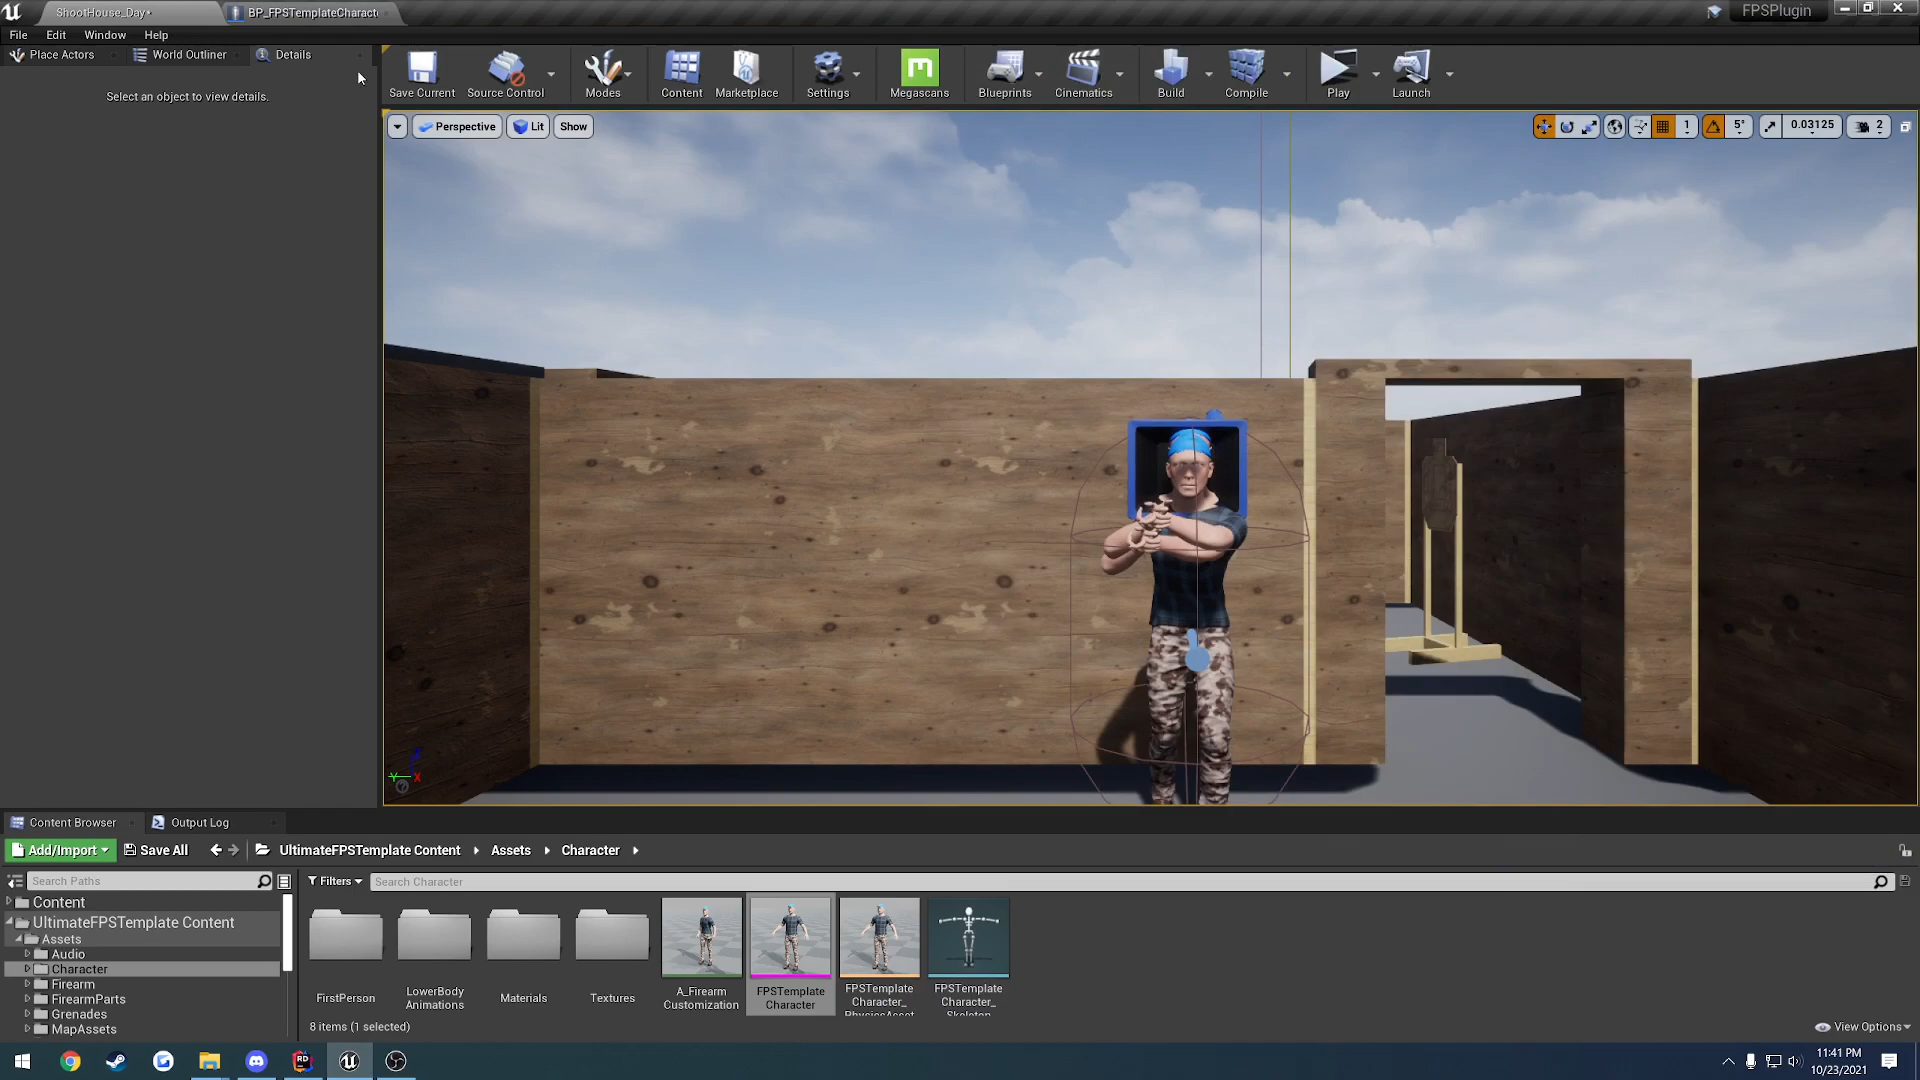 ShootHouse_Day•
BP_FPSTemplateCharact
FPSPlugin
File
Edit
Window
Help
Place Actors
World Outliner
Details
Select an object to view details.
Save Current
Source Control
Modes
Content
Marketplace
Settings
Megascans
Blueprints
Cinematics
Build
Compile
Play
Launch
Perspective
Lit
Show
1
5°
0.03125
2
Content Browser
Output Log
Add/Import
Save All
UltimateFPSTemplate Content
Assets
Character
Search Paths
Filters
Search Character
Content
UltimateFPSTemplate Content
Assets
Audio
Character
Firearm
FirearmParts
Grenades
MapAssets
FirstPerson
LowerBody
Animations
Materials
Textures
A_Firearm
Customization
FPSTemplate
Character
FPSTemplate
Character_
PhysicsAsset
FPSTemplate
Character_
Skeleton
8 items (1 selected)
View Options
11:41 PM
10/23/2021